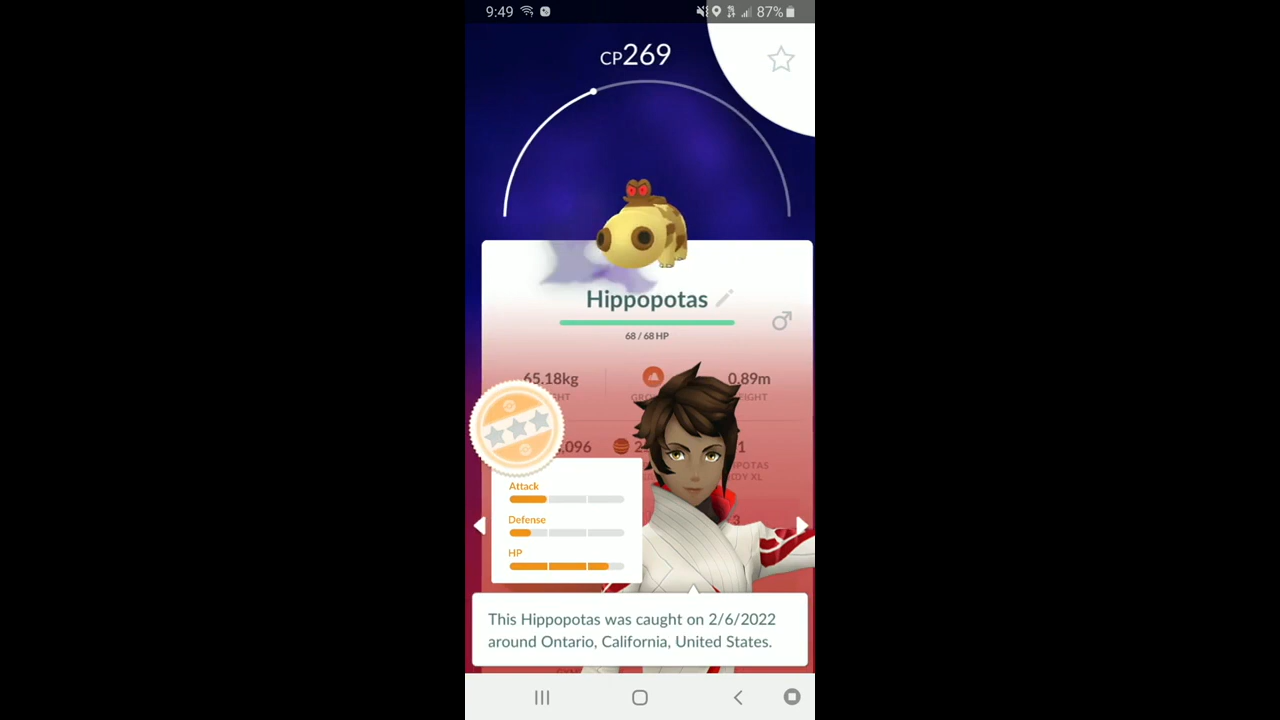 9:49
87%
CP269
Hippopotas
68 / 68 HP
65.18kg
0.89m
,096
Attack
Defense
HP
This Hippopotas was caught on 2/6/2022
around Ontario, California, United States.